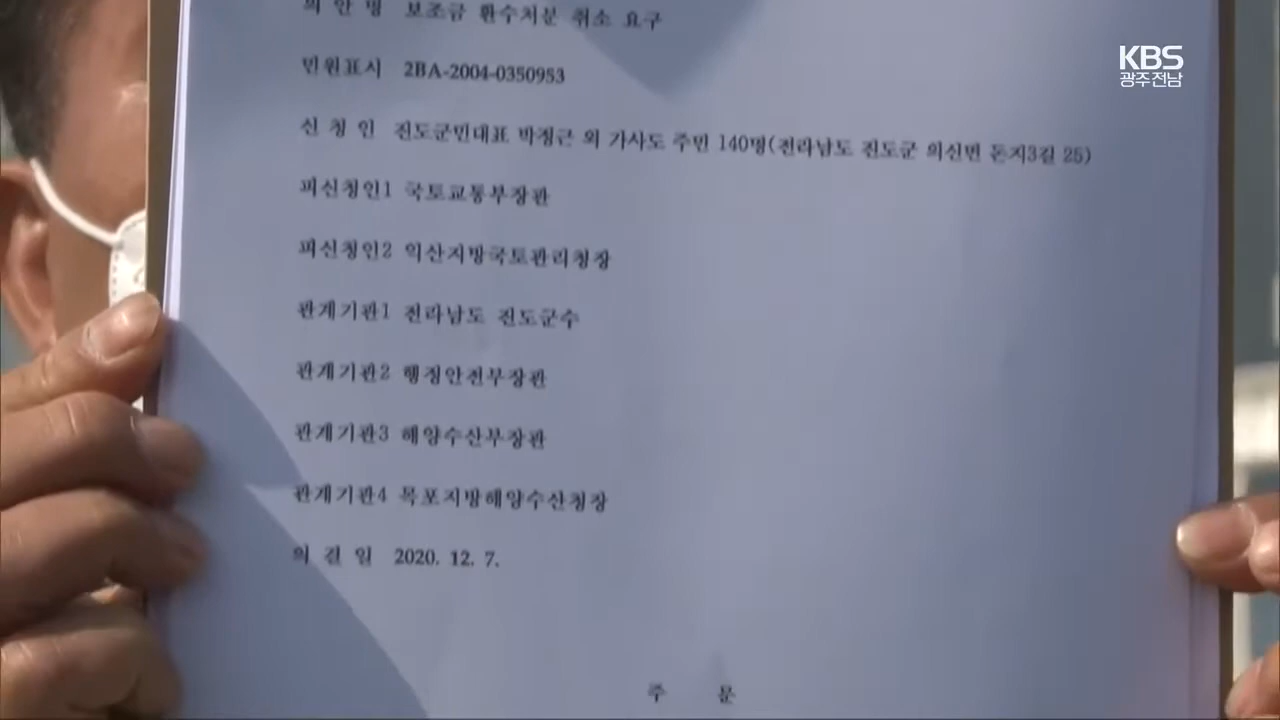 의 안 명 보조금 환수처분 취소 요구
KBS
광주전남
민원표시 2BA-2004-0350953
신 청 인 진도군민대표 박정근 외 가사도 주민 140명(전라남도 진도군 의신면 돈지3길 25)
피신청인1 국토교통부장관
피신청인2 익산지방국토관리청장
관계기관1 전라남도 진도군수
관계기관2 행정안전부장관
관계기관3 해양수산부장관
관계기관4 목포지방해양수산청장
의 결 일 2020. 12. 7.
주 문